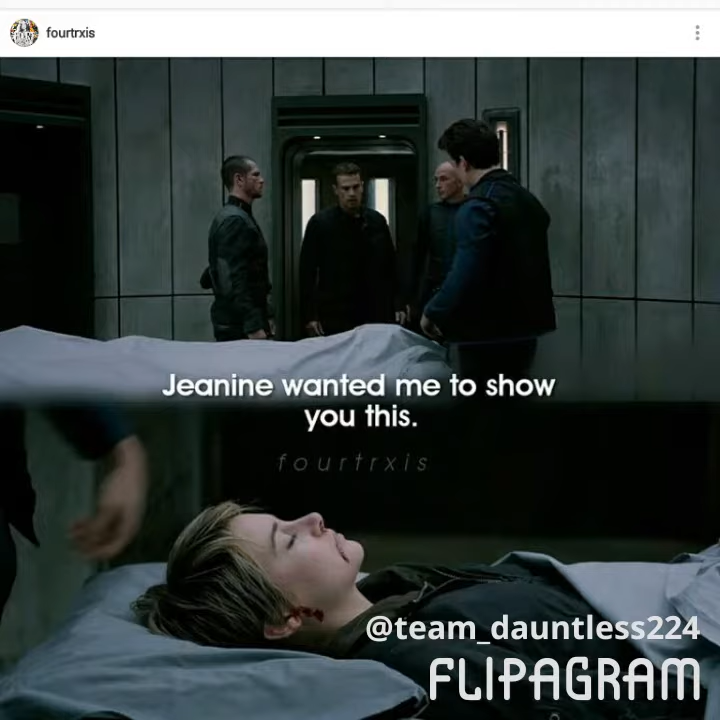 fourtrxis
Jeanine wanted me to show
you this.
fourtrxis
@team_dauntless224
FLIPAGRAM